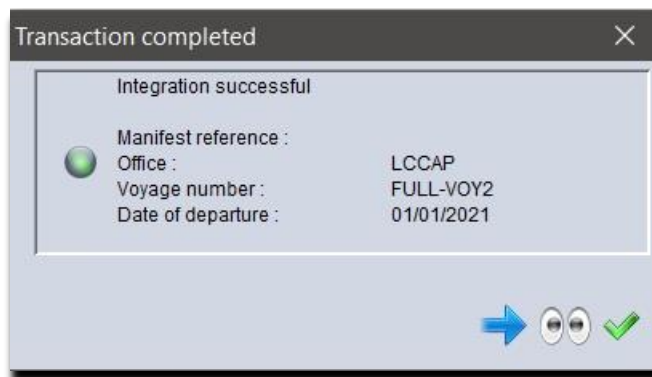 Transaction completed
Integration successful
Manifest reference :
Office : LCCAP
Voyage number : FULL-VOY2
Date of departure : 01/01/2021